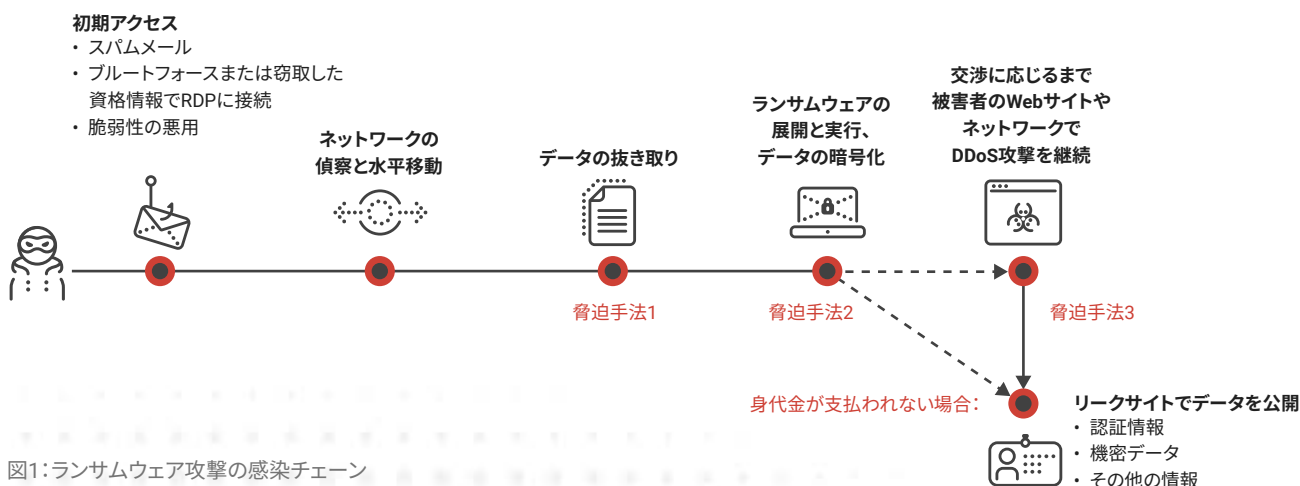 初期アクセス
・ スパムメール
・ ブルートフォースまたは窃取した
資格情報でRDPに接続
・ 脆弱性の悪用
ネットワークの
偵察と水平移動
データの抜き取り
ランサムウェアの
展開と実行、
データの暗号化
交渉に応じるまで
被害者のWebサイトや
ネットワークで
DDoS攻撃を継続
脅迫手法1
脅迫手法2
脅迫手法3
身代金が支払われない場合:
リークサイトでデータを公開
・ 認証情報
・ 機密データ
・ その他の情報
図1:ランサムウェア攻撃の感染チェーン